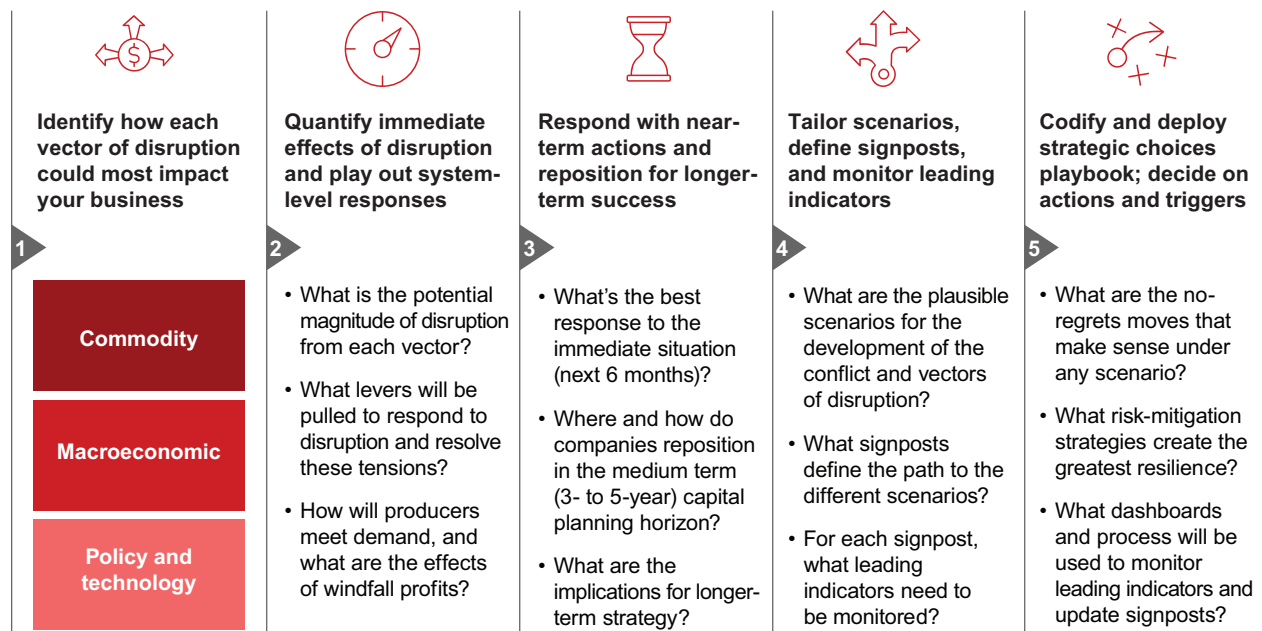 $
Identify how each
vector of disruption
could most impact
your business
1
Commodity
Macroeconomic
Policy and
technology
Quantify immediate
effects of disruption
and play out system-
level responses
2
• What is the potential
magnitude of disruption
from each vector?
• What levers will be
pulled to respond to
disruption and resolve
these tensions?
• How will producers
meet demand, and
what are the effects
of windfall profits?
Respond with near-
term actions and
reposition for longer-
term success
3
• What’s the best
response to the
immediate situation
(next 6 months)?
• Where and how do
companies reposition
in the medium term
(3- to 5-year) capital
planning horizon?
• What are the
implications for longer-
term strategy?
Tailor scenarios,
define signposts,
and monitor leading
indicators
4
• What are the plausible
scenarios for the
development of the
conflict and vectors
of disruption?
• What signposts
define the path to the
different scenarios?
• For each signpost,
what leading
indicators need to
be monitored?
Codify and deploy
strategic choices
playbook; decide on
actions and triggers
5
• What are the no-
regrets moves that
make sense under
any scenario?
• What risk-mitigation
strategies create the
greatest resilience?
• What dashboards
and process will be
used to monitor
leading indicators and
update signposts?